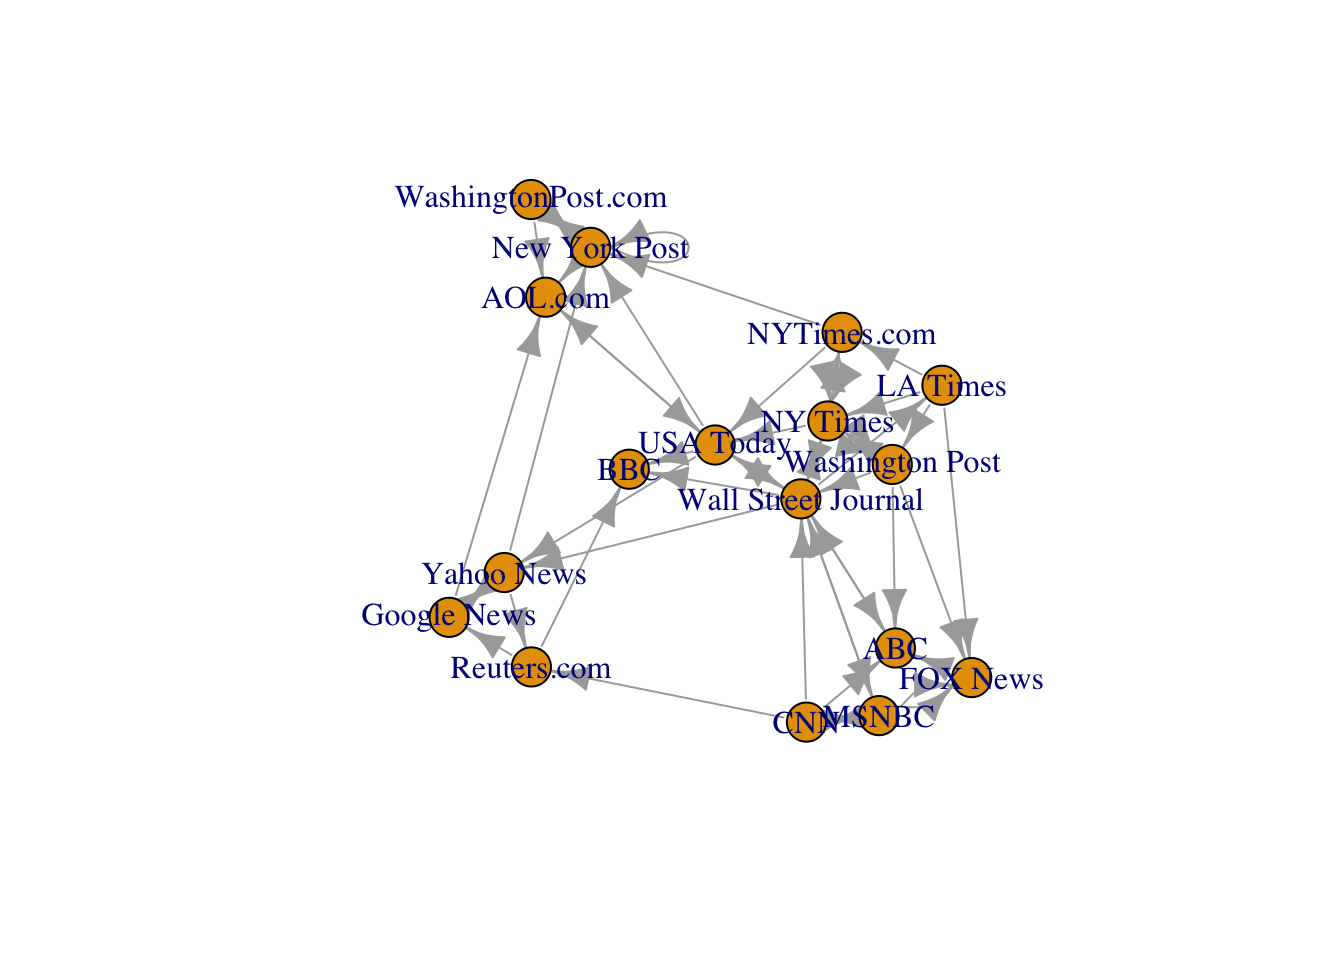 WashingtonPost.com
New York Post
AOL.com
NYTimes.com
LA Times
NY Times
USA Today
Washington Post
BBC
Wall Street Journal
Yahoo News
Google News
Reuters.com
ABC
FOX News
CNN
MSNBC